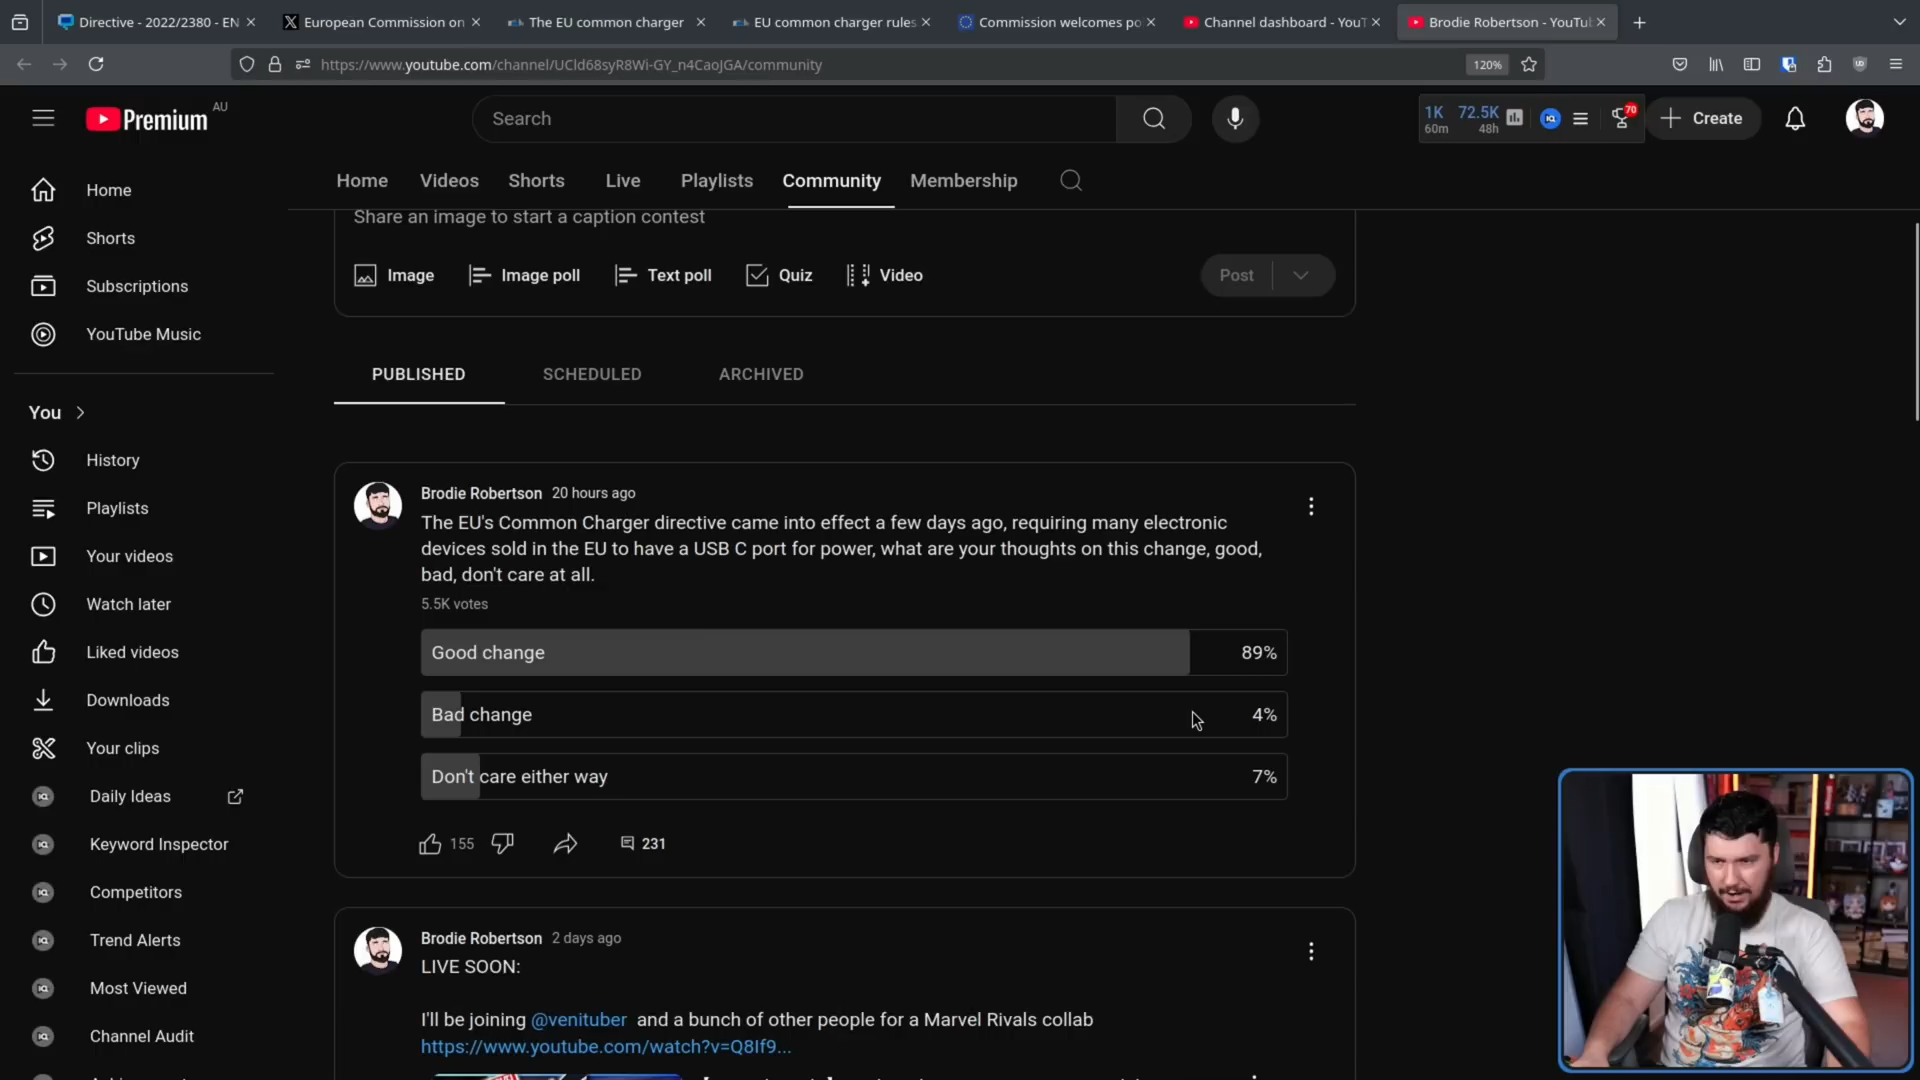 Directive - 2022/2380 - EN
European Commission on
The EU common charger
EU common charger rules
Commission welcomes po
Channel dashboard - YouT
Brodie Robertson - YouTu
https://www.youtube.com/channel/UCld68syR8Wi-GY_n4CaoJGA/community
120%
Premium
AU
Search
1K
60m
72.5K
48h
70
Create
Home
Shorts
Subscriptions
YouTube Music
You
History
Playlists
Your videos
Watch later
Liked videos
Downloads
Your clips
Daily Ideas
Keyword Inspector
Competitors
Trend Alerts
Most Viewed
Channel Audit
Home Videos Shorts Live Playlists Community Membership
Share an image to start a caption contest
Image Image poll Text poll Quiz Video Post
PUBLISHED SCHEDULED ARCHIVED
Brodie Robertson 20 hours ago
The EU's Common Charger directive came into effect a few days ago, requiring many electronic
devices sold in the EU to have a USB C port for power, what are your thoughts on this change, good,
bad, don't care at all.
5.5K votes
Good change 89%
Bad change 4%
Don't care either way 7%
155 231
Brodie Robertson 2 days ago
LIVE SOON:
I'll be joining @venituber and a bunch of other people for a Marvel Rivals collab
https://www.youtube.com/watch?v=Q8If9...